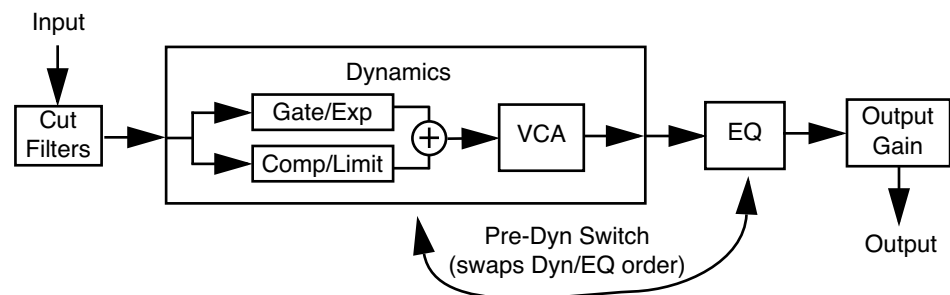 Input
Cut
Filters
Dynamics
Gate/Exp
Comp/Limit
+
VCA
EQ
Output
Gain
Output
Pre-Dyn Switch
(swaps Dyn/EQ order)